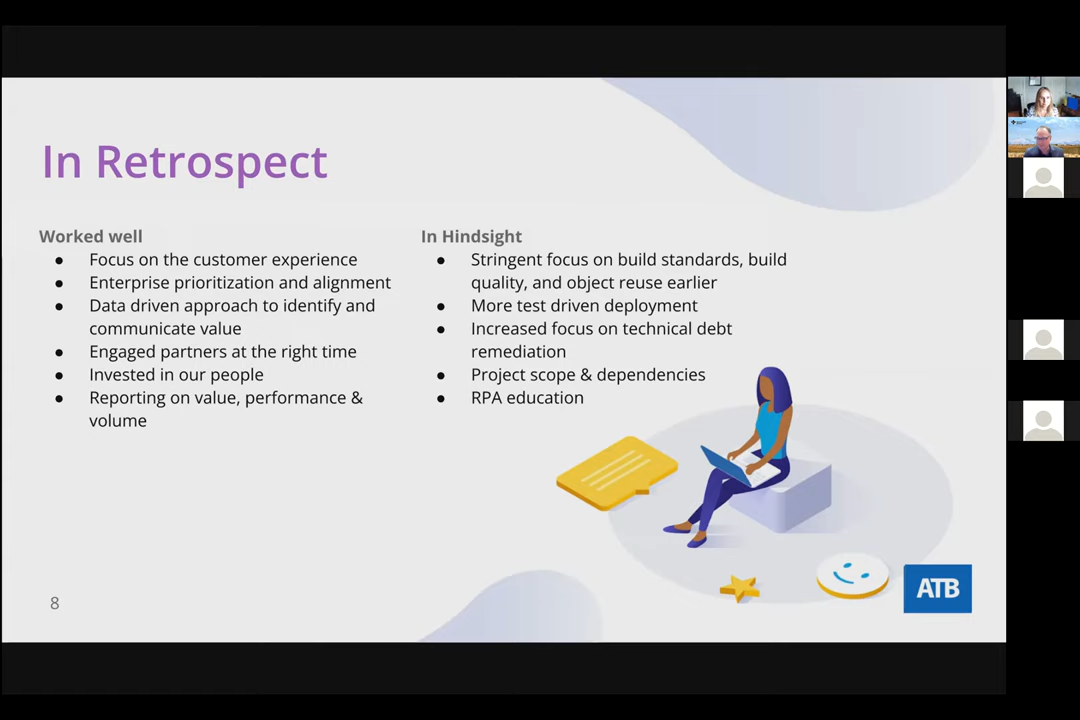 In Retrospect
Worked well
● Focus on the customer experience
● Enterprise prioritization and alignment
● Data driven approach to identify and
communicate value
● Engaged partners at the right time
● Invested in our people
● Reporting on value, performance &
volume
In Hindsight
● Stringent focus on build standards, build
quality, and object reuse earlier
● More test driven deployment
● Increased focus on technical debt
remediation
● Project scope & dependencies
● RPA education
8
ATB